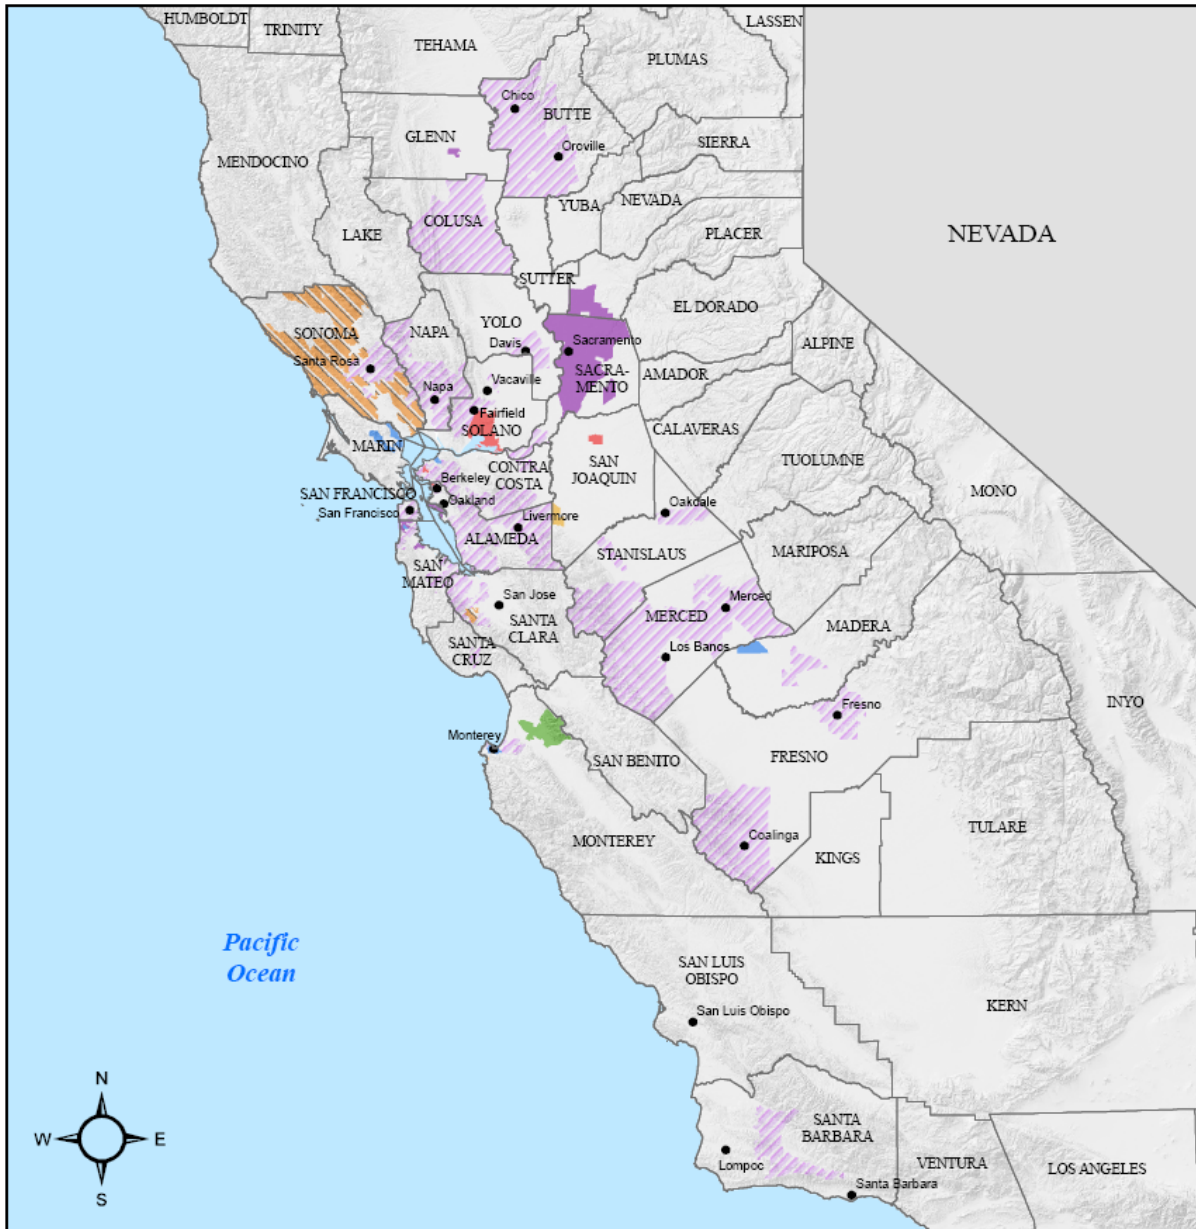 HUMBOLDT
TRINITY
TEHAMA
LASSEN
PLUMAS
Chico
BUTTE
GLENN
Oroville
SIERRA
MENDOCINO
YUBA
NEVADA
COLUSA
LAKE
PLACER
NEVADA
SUTTER
EL DORADO
SONOMA
NAPA
YOLO
Davis
Sacramento
ALPINE
Santa Rosa
SACRA-
MENTO
AMADOR
Vacaville
Napa
Fairfield
SOLANO
CALAVERAS
MARIN
TUOLUMNE
CONTRA
COSTA
SAN
JOAQUIN
MONO
Berkeley
SAN FRANCISCO
Oakland
San Francisco
Oakdale
Livermore
ALAMEDA
STANISLAUS
MARIPOSA
SAN
MATEO
San Jose
SANTA
CLARA
MERCED
Merced
MADERA
SANTA
CRUZ
Los Banos
INYO
Fresno
Monterey
SAN BENITO
FRESNO
MONTEREY
Coalinga
KINGS
TULARE
Pacific
Ocean
SAN LUIS
OBISPO
San Luis Obispo
KERN
N
W
E
S
SANTA
BARBARA
Lompoc
Santa Barbara
VENTURA
LOS ANGELES